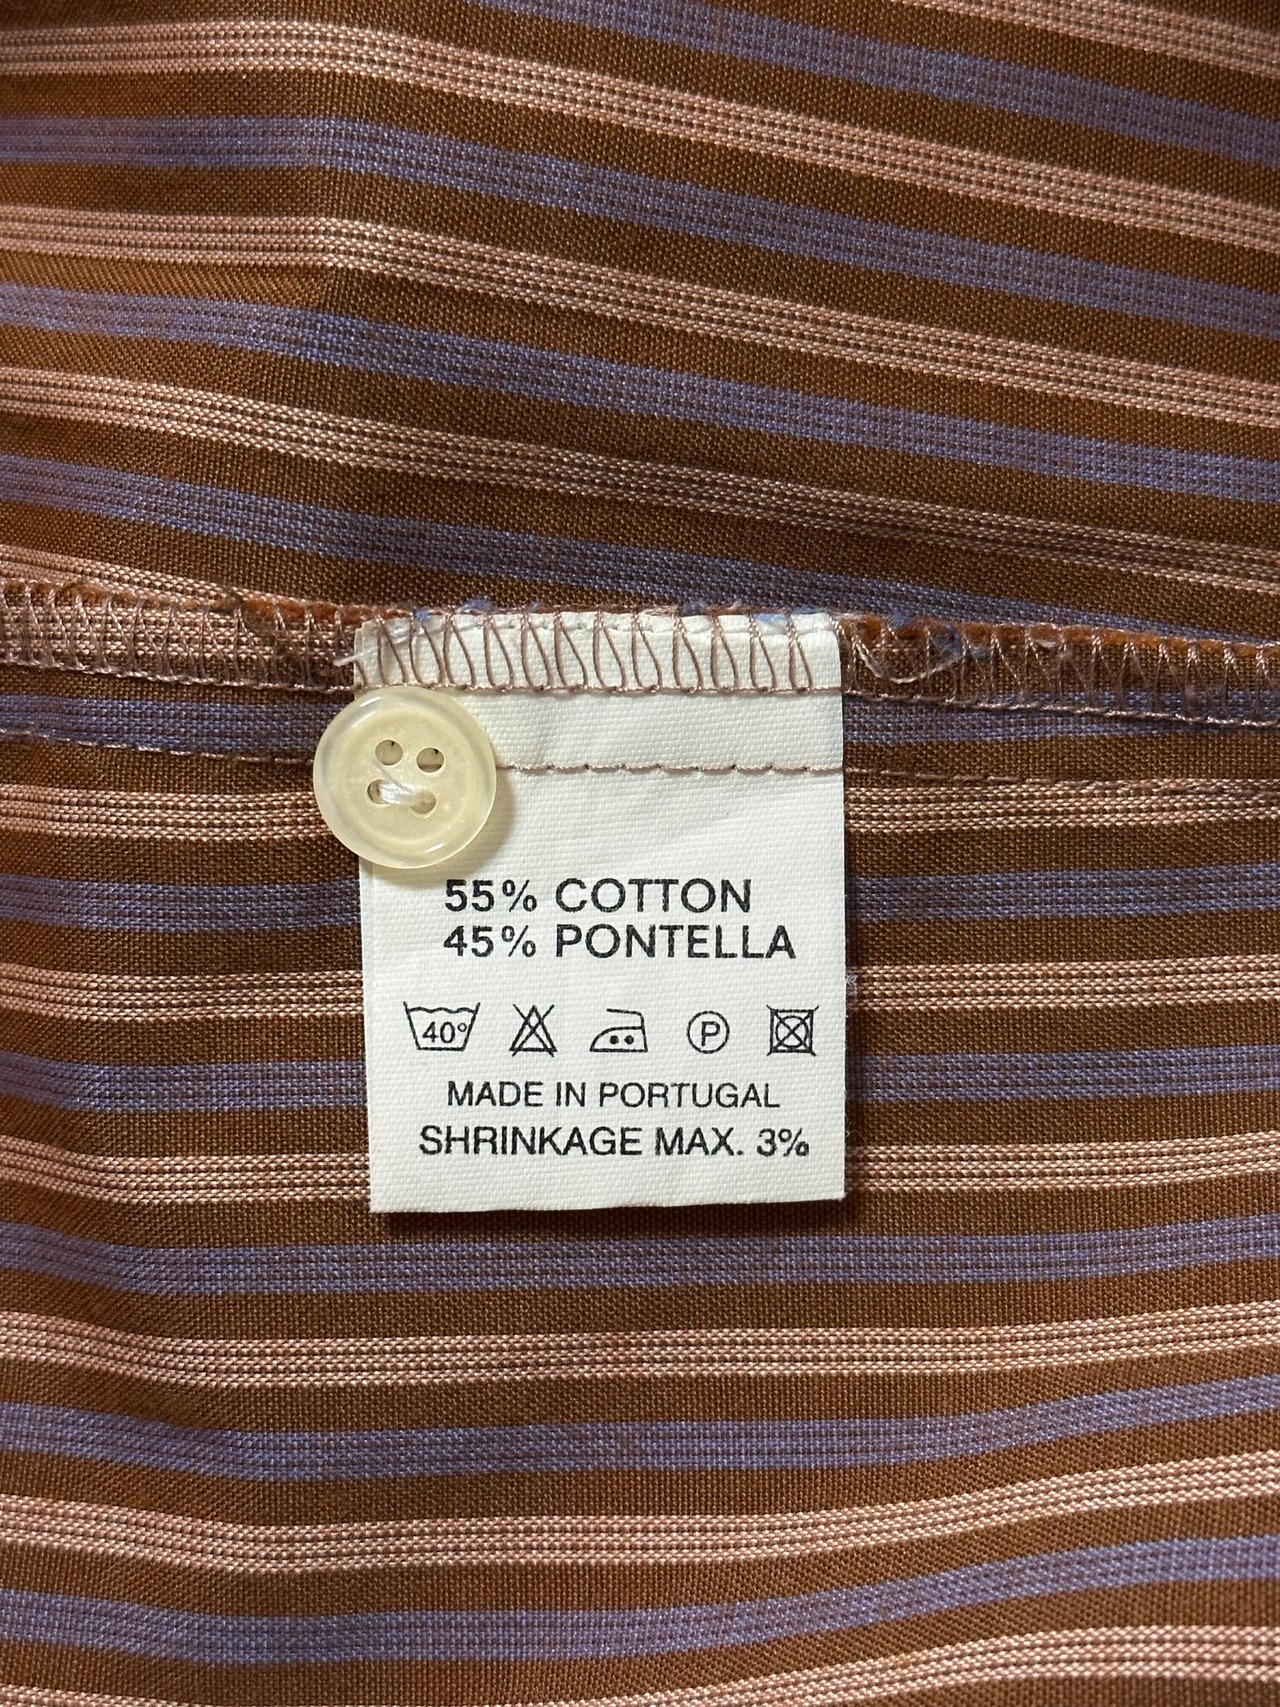 55% COTTON
45% PONTELLA
40° P
MADE IN PORTUGAL
SHRINKAGE MAX. 3%